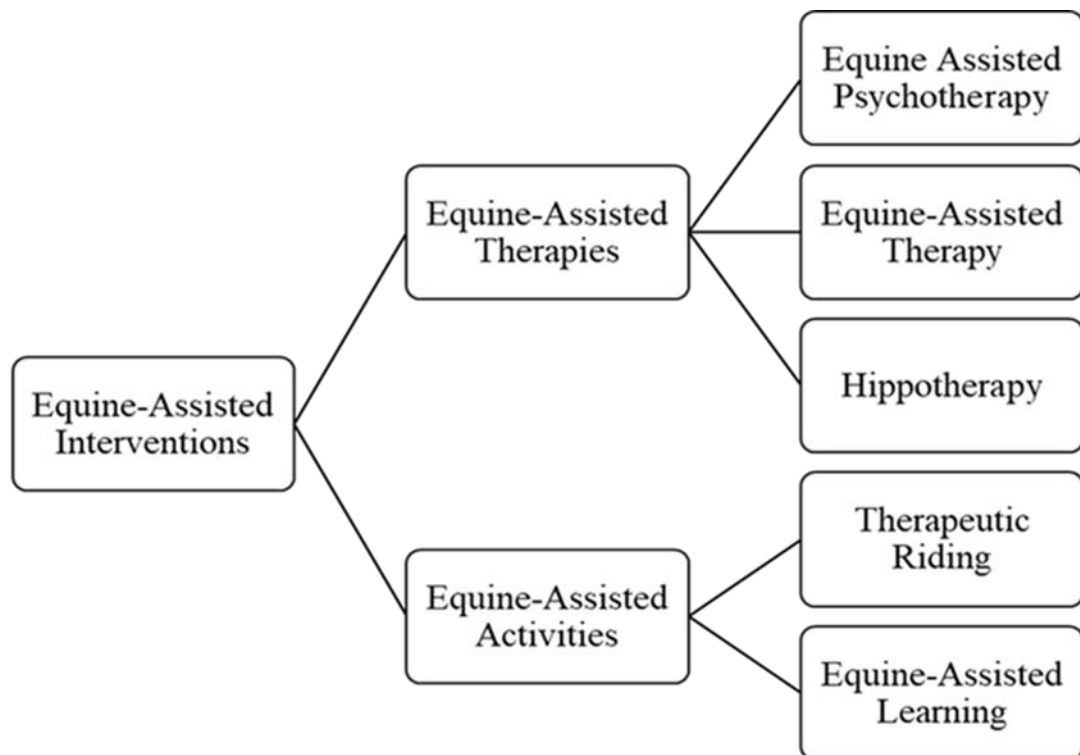 Equine-Assisted
Interventions
Equine-Assisted
Therapies
Equine Assisted
Psychotherapy
Equine-Assisted
Therapy
Hippotherapy
Equine-Assisted
Activities
Therapeutic
Riding
Equine-Assisted
Learning